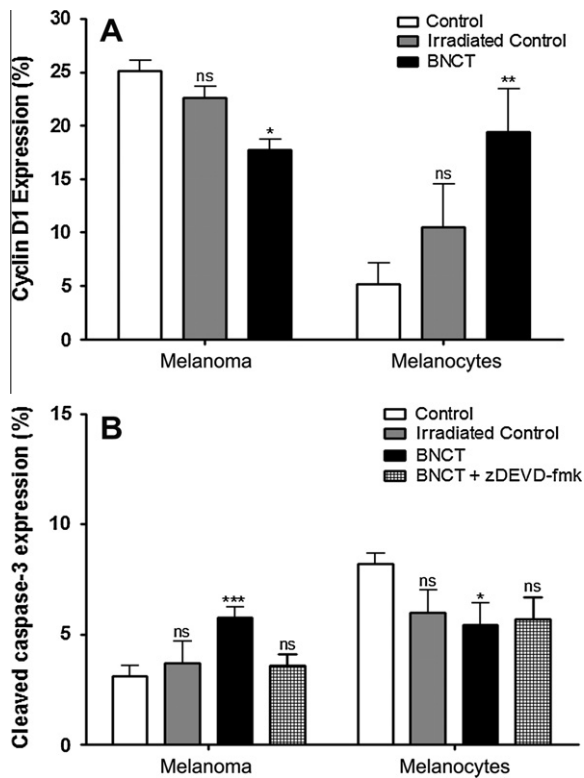 A
Control
Irradiated Control
BNCT
Cyclin D1 Expression (%)
25
20
15
10
5
0
ns
*
ns
**
Melanoma
Melanocytes
B
Control
Irradiated Control
BNCT
BNCT + zDEVD-fmk
Cleaved caspase-3 expression (%)
15
10
5
0
ns
***
ns
ns
*
ns
Melanoma
Melanocytes